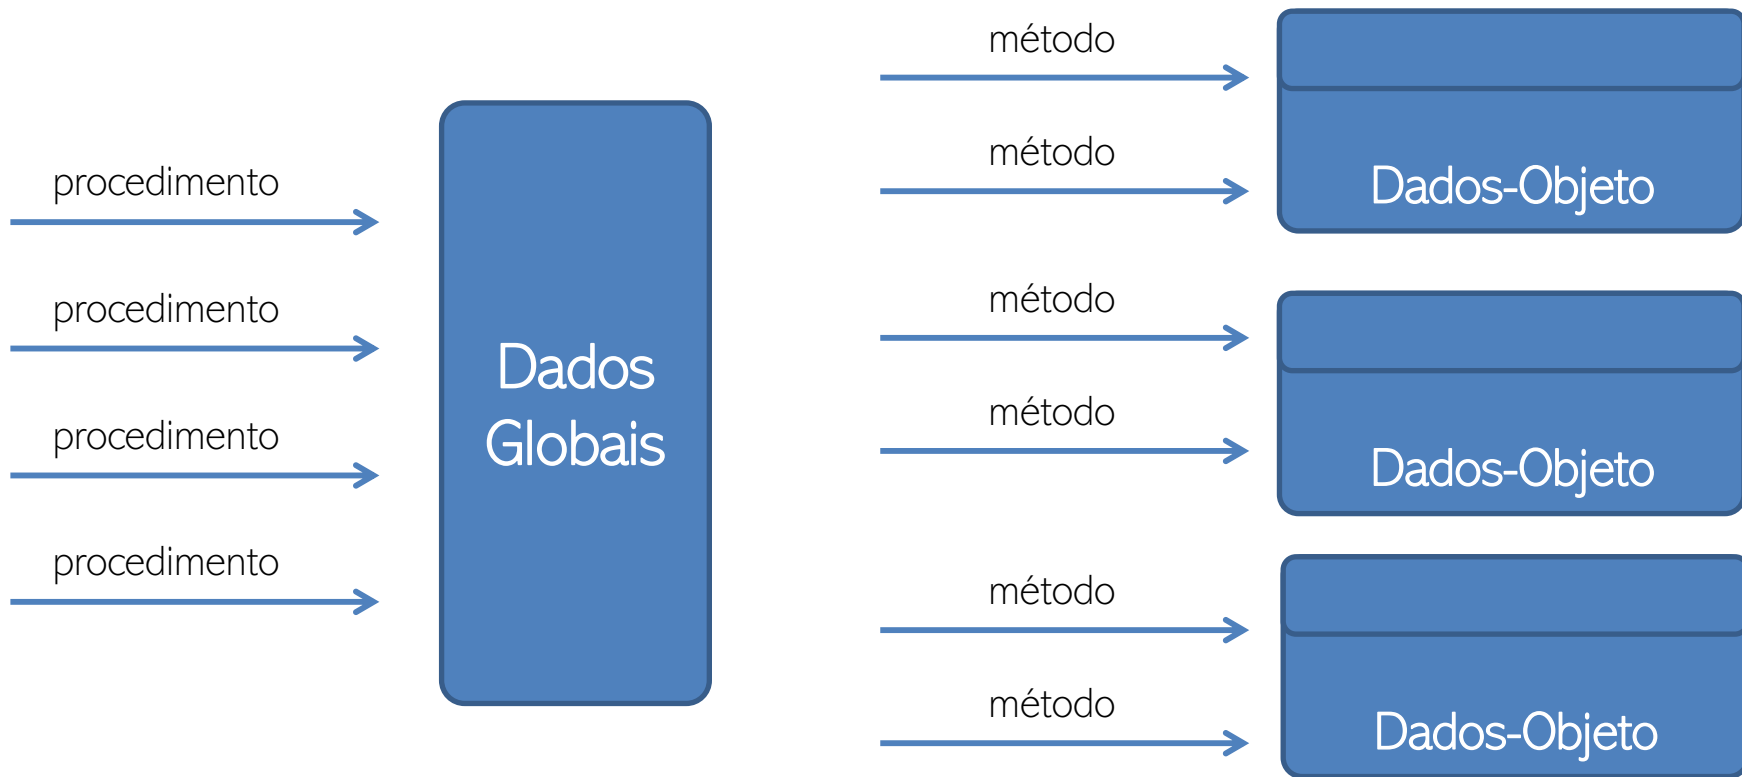 procedimento
procedimento
procedimento
procedimento
Dados
Globais
método
método
Dados-Objeto
método
método
Dados-Objeto
método
método
Dados-Objeto